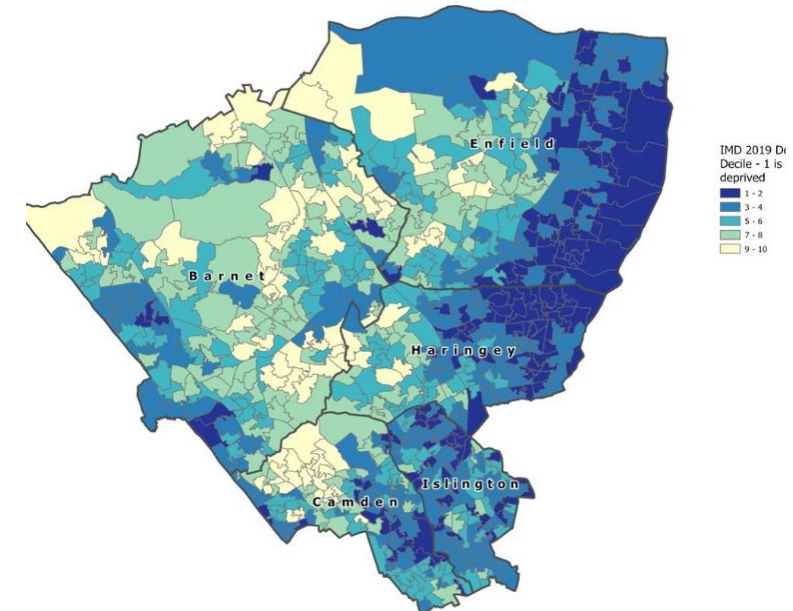 Enfield
IMD 2019 De
Decile - 1 is
deprived
1 - 2
3 - 4
5 - 6
7 - 8
9 - 10
Barnet
Haringey
Islington
Camden